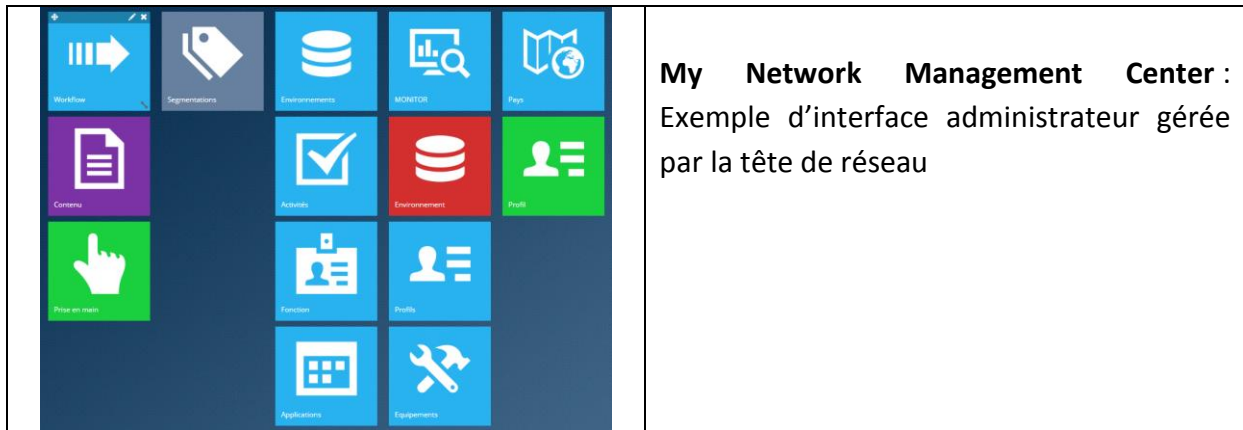 Workflow
Segmentations
Environnements
MONITOR
Pays
Contenu
Activités
Environnement
Profil
Prise en main
Fonction
Profils
Applications
Equipements
My Network Management Center :
Exemple d’interface administrateur gérée
par la tête de réseau